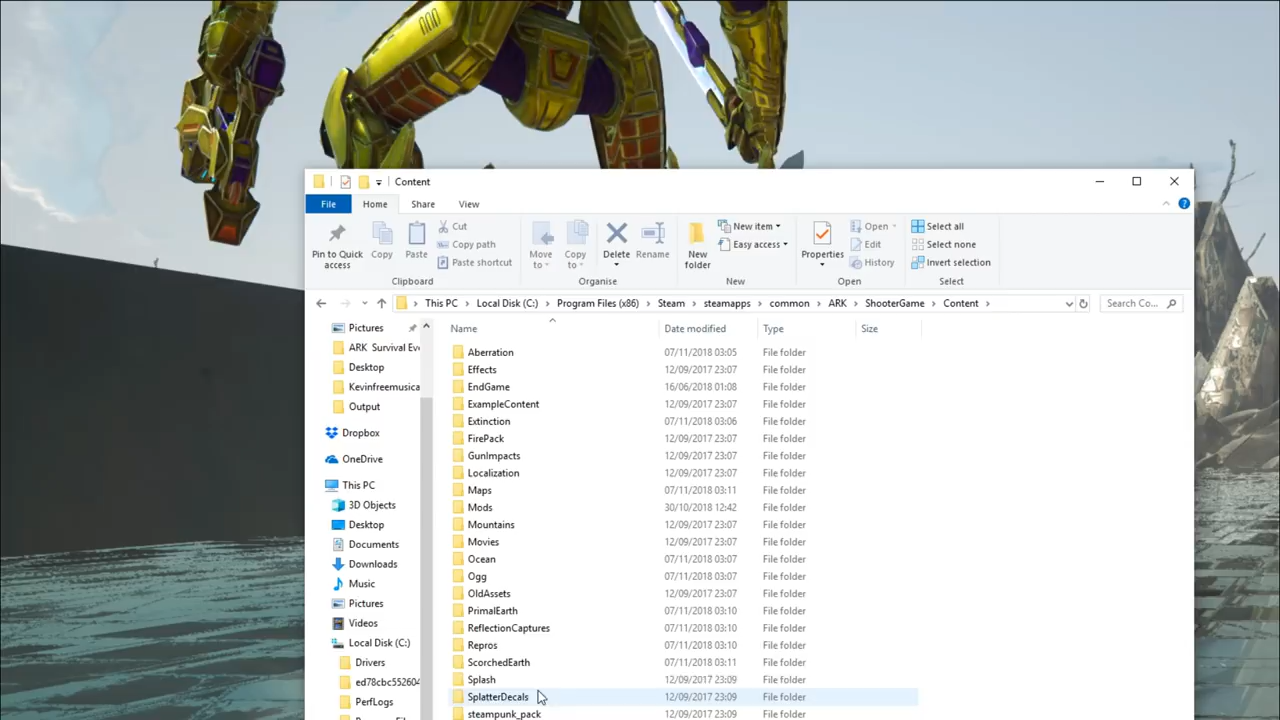 Content
File Home Share View
Pin to Quick access
Copy
Paste
Cut
Copy path
Paste shortcut
Move to
Copy to
Delete
Rename
New folder
New item
Easy access
Properties
Open
Edit
History
Select all
Select none
Invert selection
Clipboard Organise New Open Select
This PC Local Disk (C:) Program Files (x86) Steam steamapps common ARK ShooterGame Content
Search Co...
Pictures
ARK Survival Ev
Desktop
Kevinfreemusica
Output
Dropbox
OneDrive
This PC
3D Objects
Desktop
Documents
Downloads
Music
Pictures
Videos
Local Disk (C:)
Drivers
ed78cbc552604
PerfLogs
Name Date modified Type Size
Aberration 07/11/2018 03:05 File folder
Effects 12/09/2017 23:07 File folder
EndGame 16/06/2018 01:08 File folder
ExampleContent 12/09/2017 23:07 File folder
Extinction 07/11/2018 03:06 File folder
FirePack 12/09/2017 23:07 File folder
GunImpacts 12/09/2017 23:07 File folder
Localization 12/09/2017 23:07 File folder
Maps 07/11/2018 03:11 File folder
Mods 30/10/2018 12:42 File folder
Mountains 12/09/2017 23:07 File folder
Movies 12/09/2017 23:07 File folder
Ocean 07/11/2018 03:07 File folder
Ogg 07/11/2018 03:07 File folder
OldAssets 12/09/2017 23:07 File folder
PrimalEarth 07/11/2018 03:10 File folder
ReflectionCaptures 07/11/2018 03:10 File folder
Repros 07/11/2018 03:10 File folder
ScorchedEarth 07/11/2018 03:11 File folder
Splash 12/09/2017 23:09 File folder
SplatterDecals 12/09/2017 23:09 File folder
steampunk_pack 12/09/2017 23:09 File folder